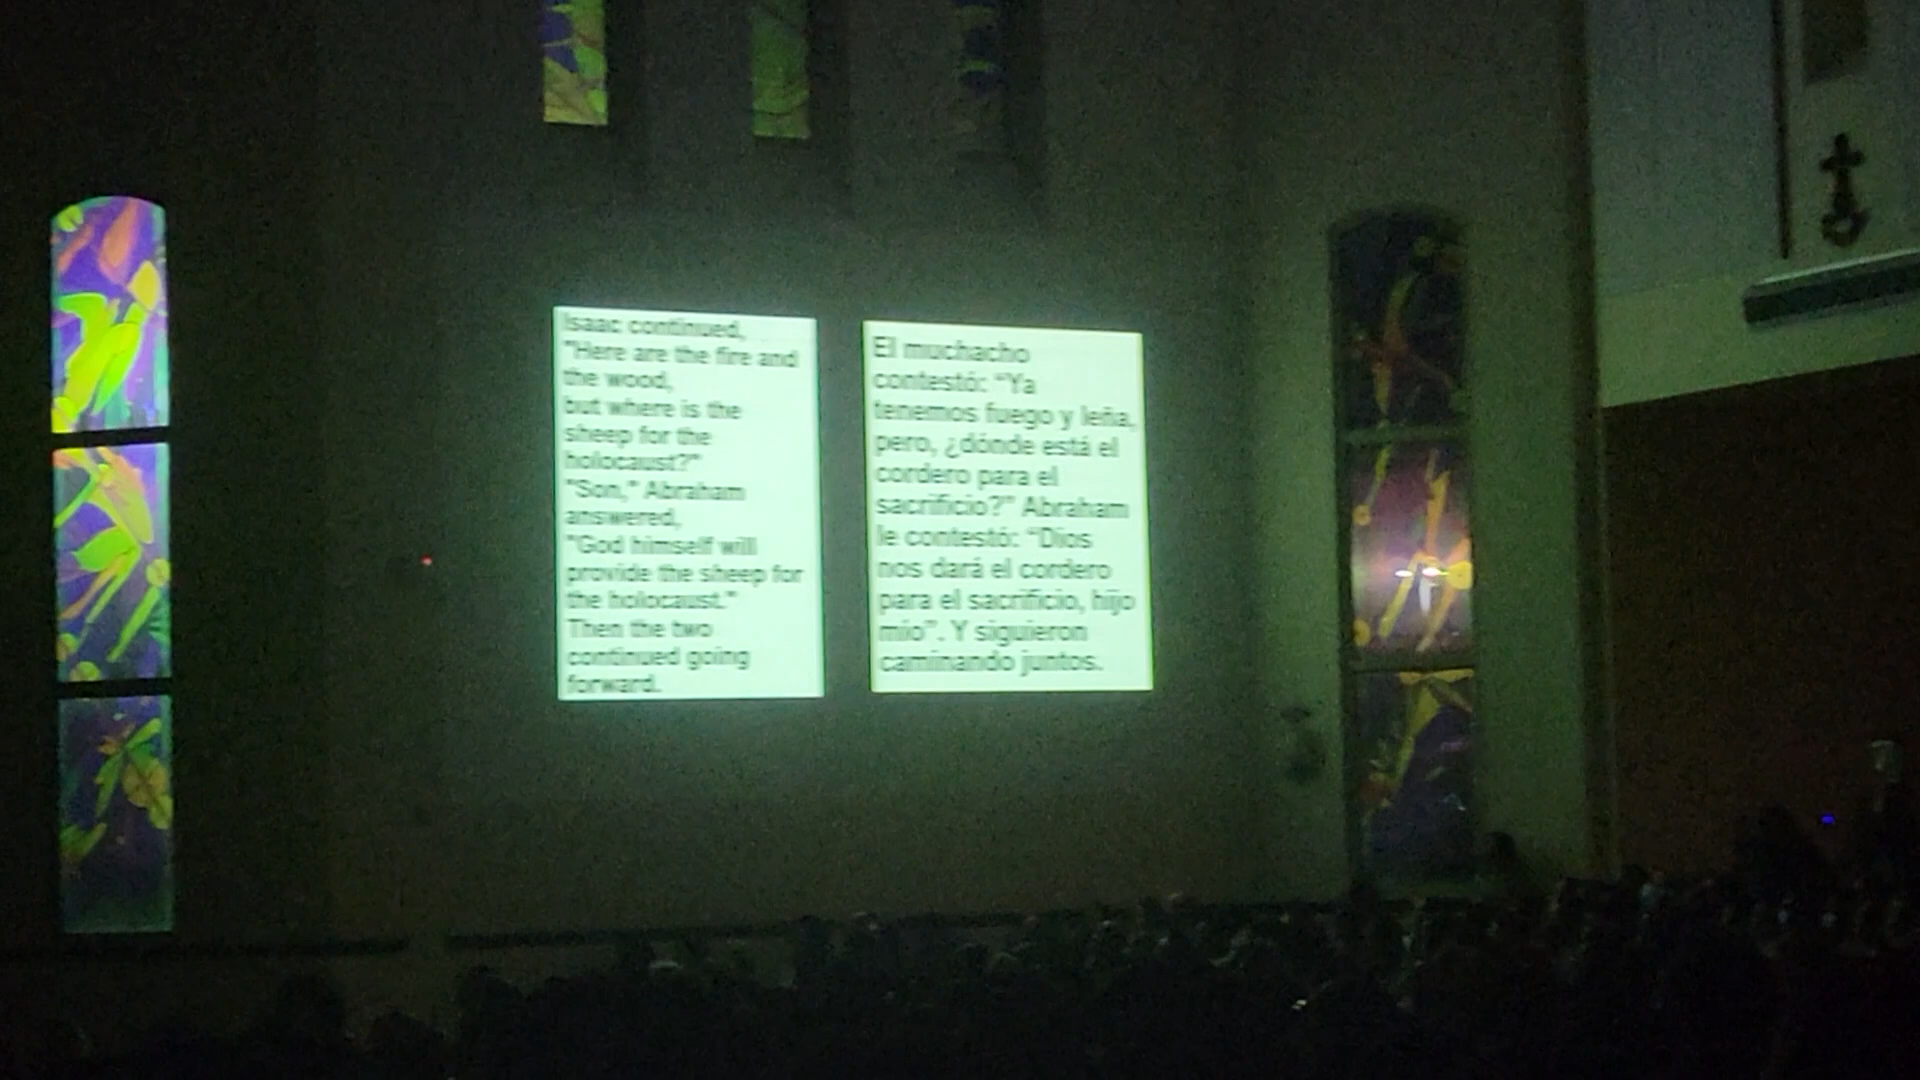 Isaac continued,
"Here are the fire and
the wood,
but where is the
sheep for the
holocaust?"
"Son," Abraham
answered,
"God himself will
provide the sheep for
the holocaust."
Then the two
continued going
forward.
El muchacho
contestó: “Ya
tenemos fuego y leña,
pero, ¿dónde está el
cordero para el
sacrificio?” Abraham
le contestó: “Dios
nos dará el cordero
para el sacrificio, hijo
mío”. Y siguieron
caminando juntos.